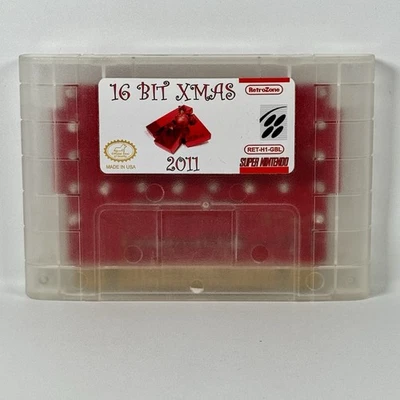 16 BIT XMAS
2011
RetroZone
RET-H1-GBL
SUPER NINTENDO
MADE IN USA